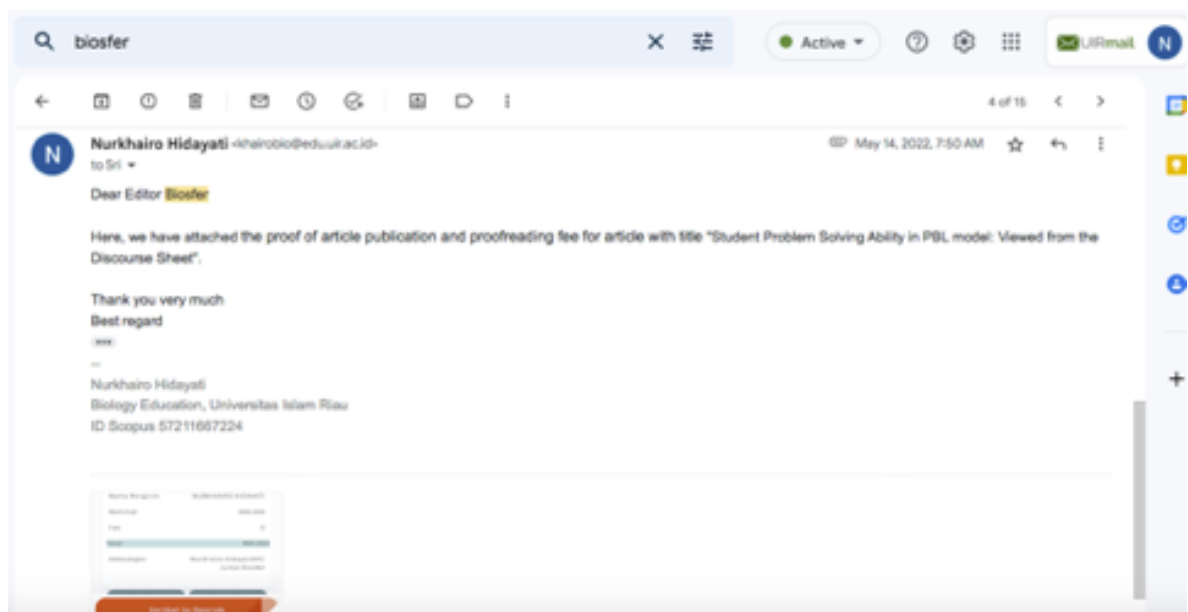 biosfer
Active
UIRmail
N
4 of 15
N
Nurkhairo Hidayati <khairobio@edu.uir.ac.id>
May 14, 2022, 7:50 AM
to Sri
Dear Editor Biosfer
Here, we have attached the proof of article publication and proofreading fee for article with title "Student Problem Solving Ability in PBL model: Viewed from the
Discourse Sheet".
Thank you very much
Best regard
--
Nurkhairo Hidayati
Biology Education, Universitas Islam Riau
ID Scopus 57211667224